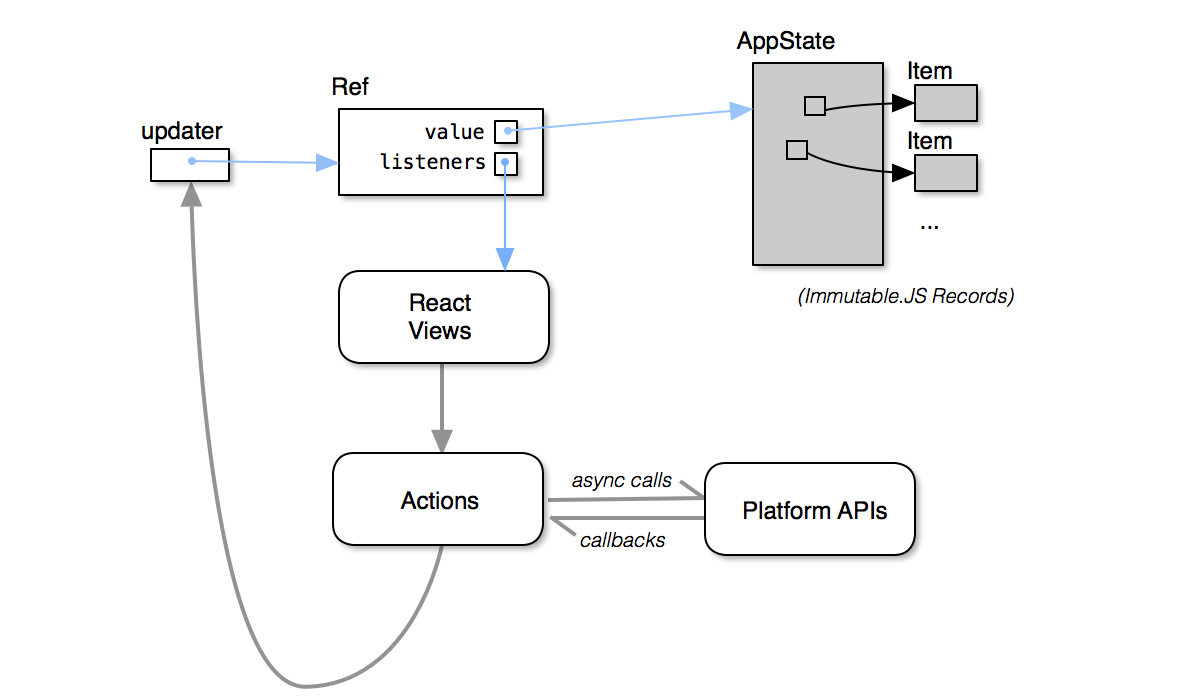 AppState
Item
Ref
updater
value
listeners
Item
...
(Immutable.JS Records)
React
Views
Actions
async calls
callbacks
Platform APIs